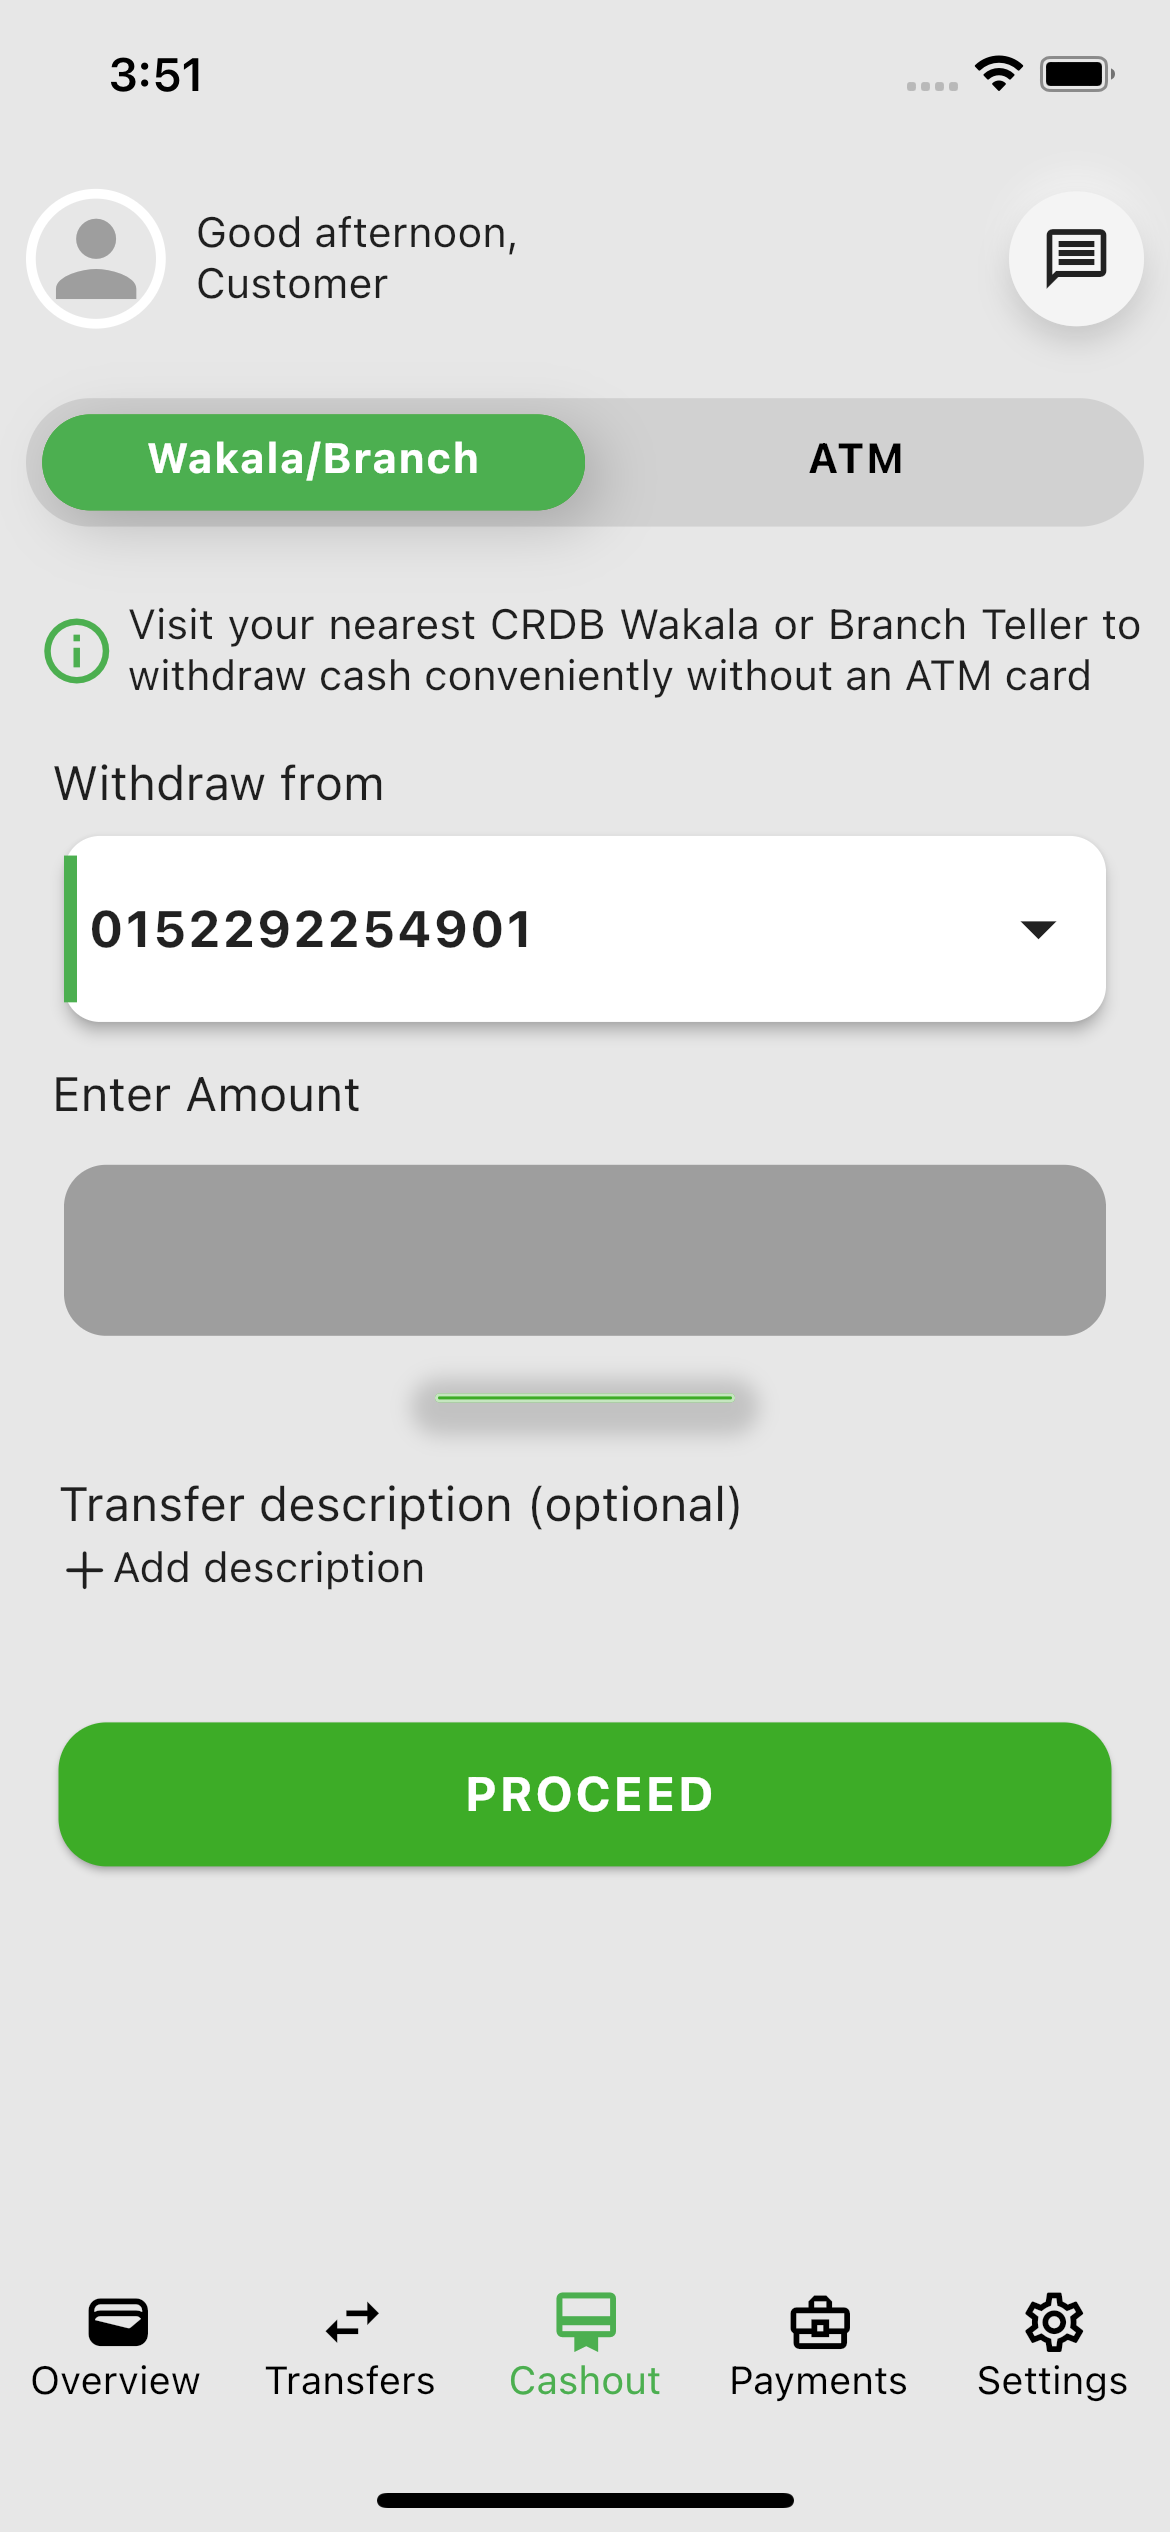 3:51
Good afternoon,
Customer
Wakala/Branch
ATM
Visit your nearest CRDB Wakala or Branch Teller to
withdraw cash conveniently without an ATM card
Withdraw from
0152292254901
Enter Amount
Transfer description (optional)
Add description
PROCEED
Overview
Transfers
Cashout
Payments
Settings